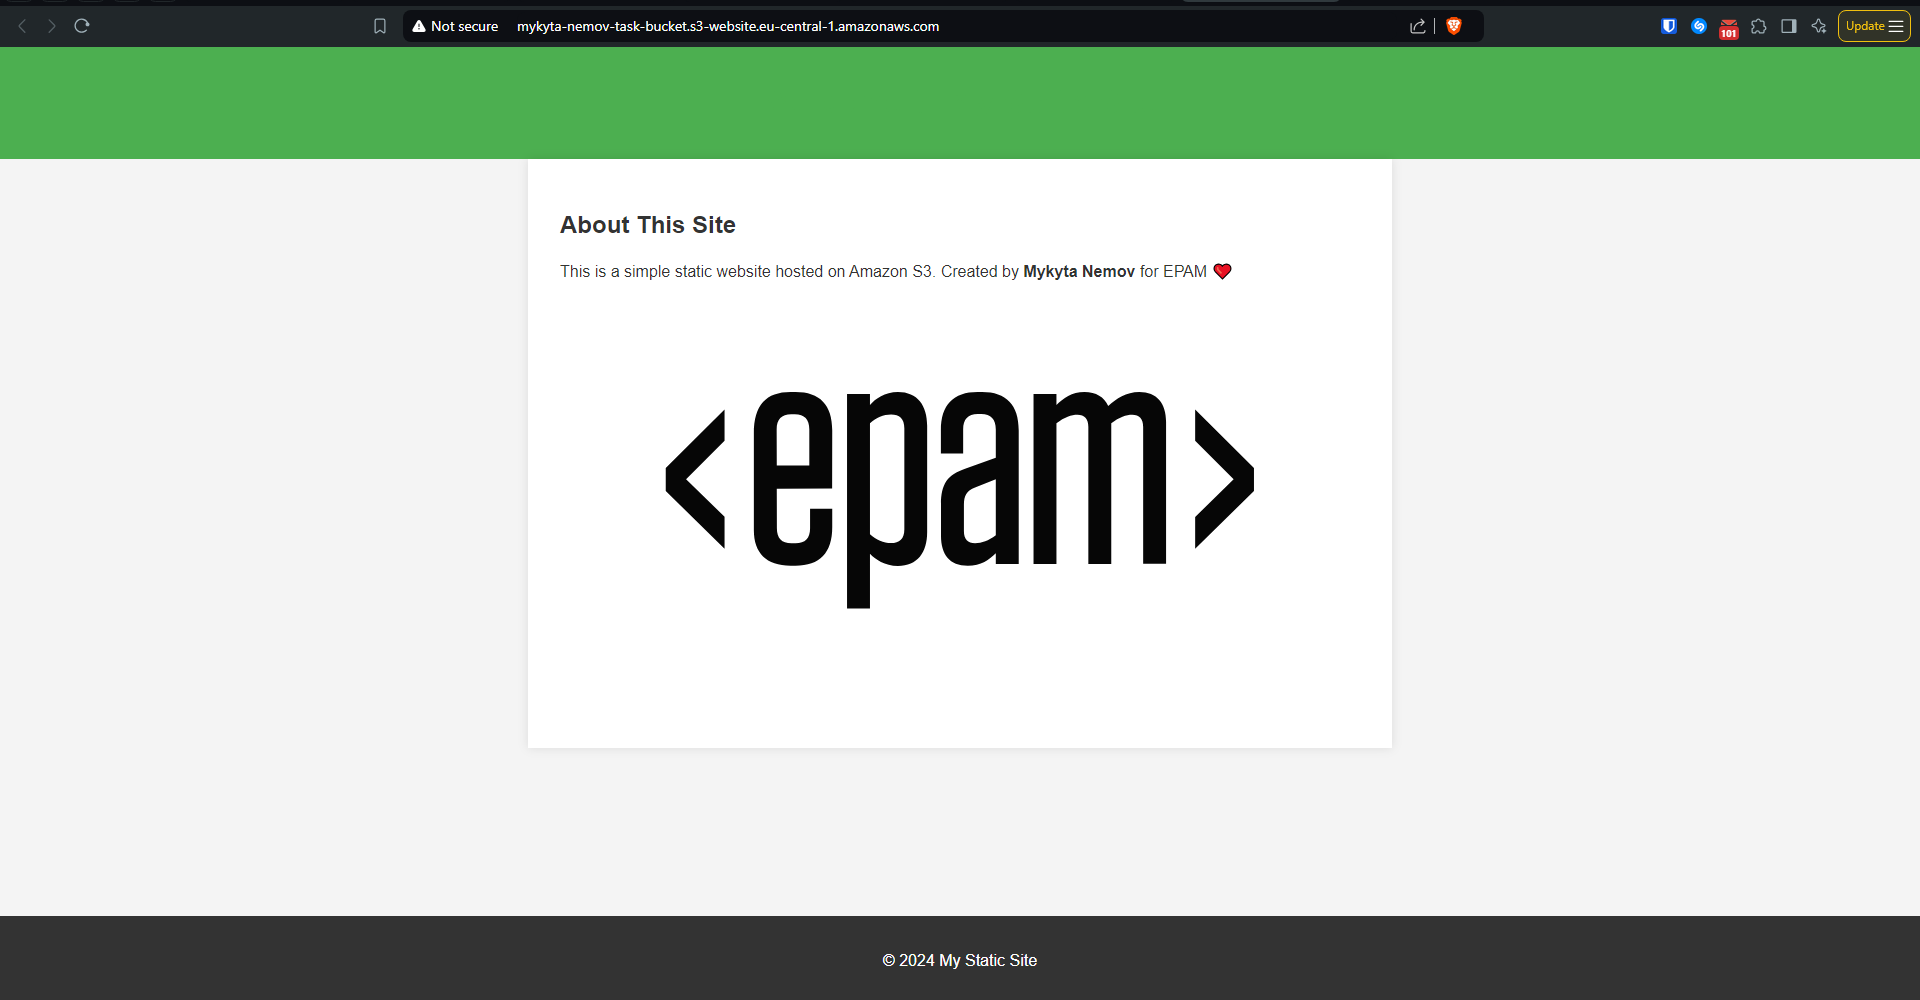 Not secure mykyta-nemov-task-bucket.s3-website.eu-central-1.amazonaws.com
101
Update
About This Site
This is a simple static website hosted on Amazon S3. Created by Mykyta Nemov for EPAM ❤️
<epam>
© 2024 My Static Site